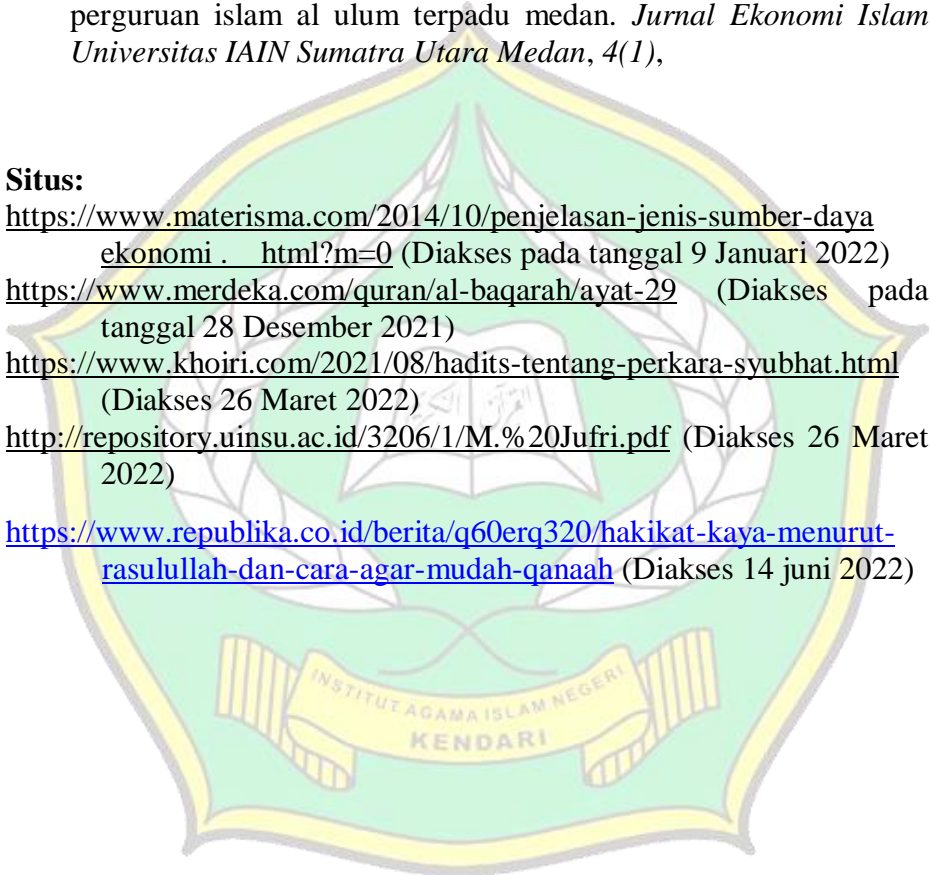 perguruan islam al ulum terpadu medan. Jurnal Ekonomi Islam
Universitas IAIN Sumatra Utara Medan, 4(1),
Situs:
https://www.materisma.com/2014/10/penjelasan-jenis-sumber-daya
ekonomi . html?m=0 (Diakses pada tanggal 9 Januari 2022)
https://www.merdeka.com/quran/al-baqarah/ayat-29 (Diakses pada
tanggal 28 Desember 2021)
https://www.khoiri.com/2021/08/hadits-tentang-perkara-syubhat.html
(Diakses 26 Maret 2022)
http://repository.uinsu.ac.id/3206/1/M.%20Jufri.pdf (Diakses 26 Maret
2022)
https://www.republika.co.id/berita/q60erq320/hakikat-kaya-menurut-
rasulullah-dan-cara-agar-mudah-qanaah (Diakses 14 juni 2022)
INSTITUT AGAMA ISLAM NEGERI
KENDARI